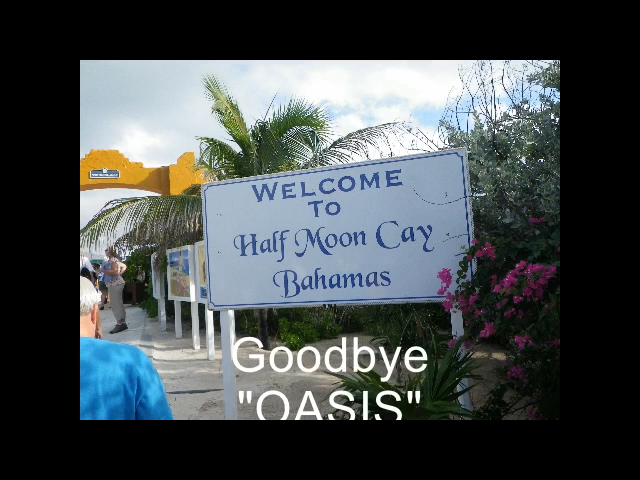 WELCOME
TO
Half Moon Cay
Bahamas
Goodbye
"OASIS"